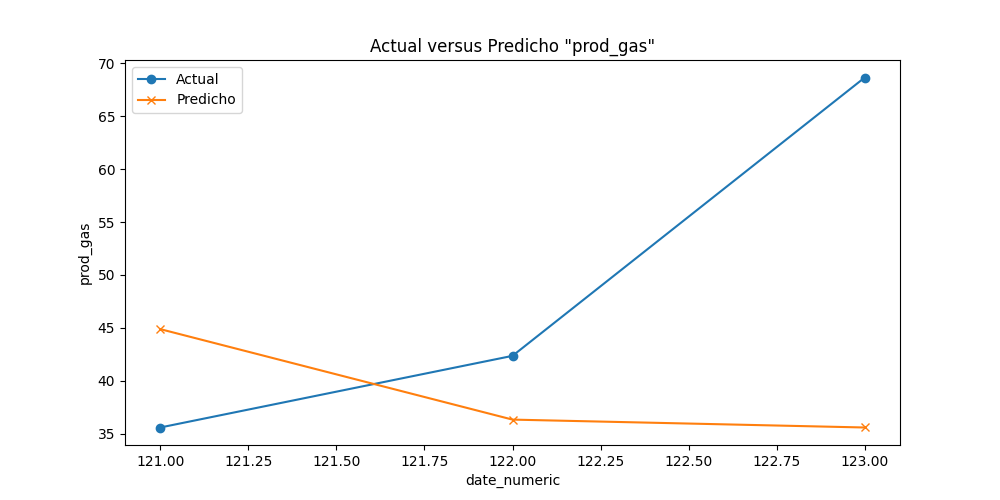 Actual versus Predicho "prod_gas"
Actual
Predicho
70
65
60
55
50
45
40
35
prod_gas
121.00 121.25 121.50 121.75 122.00 122.25 122.50 122.75 123.00
date_numeric